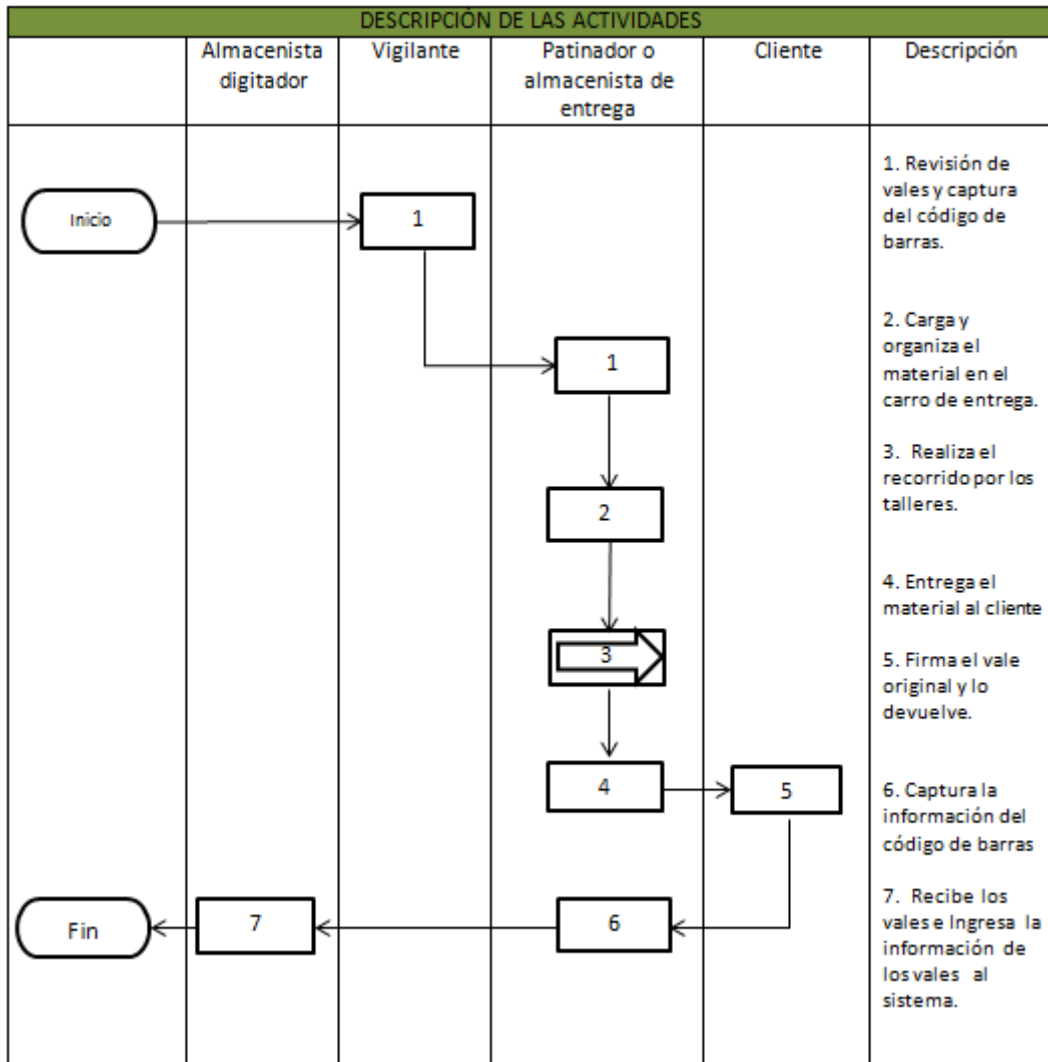 DESCRIPCIÓN DE LAS ACTIVIDADES
Almacenista
digitador
Vigilante
Patinador o
almacenista de
entrega
Cliente
Descripción
Inicio
1
1
2
3
4
5
6
7
Fin
1. Revisión de
vales y captura
del código de
barras.
2. Carga y
organiza el
material en el
carro de entrega.
3. Realiza el
recorrido por los
talleres.
4. Entrega el
material al cliente
5. Firma el vale
original y lo
devuelve.
6. Captura la
información del
código de barras
7. Recibe los
vales e Ingresa la
información de
los vales al
sistema.